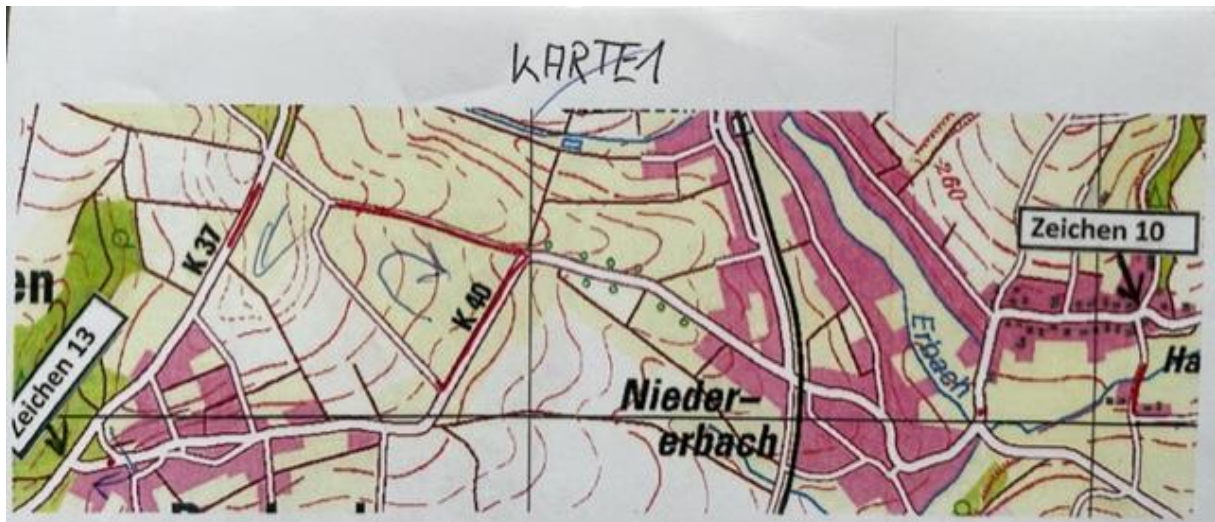 KARTE1
260
Zeichen 10
K 37
en
K 40
Zeichen 13
Erbach
Ha
Nieder-
erbach